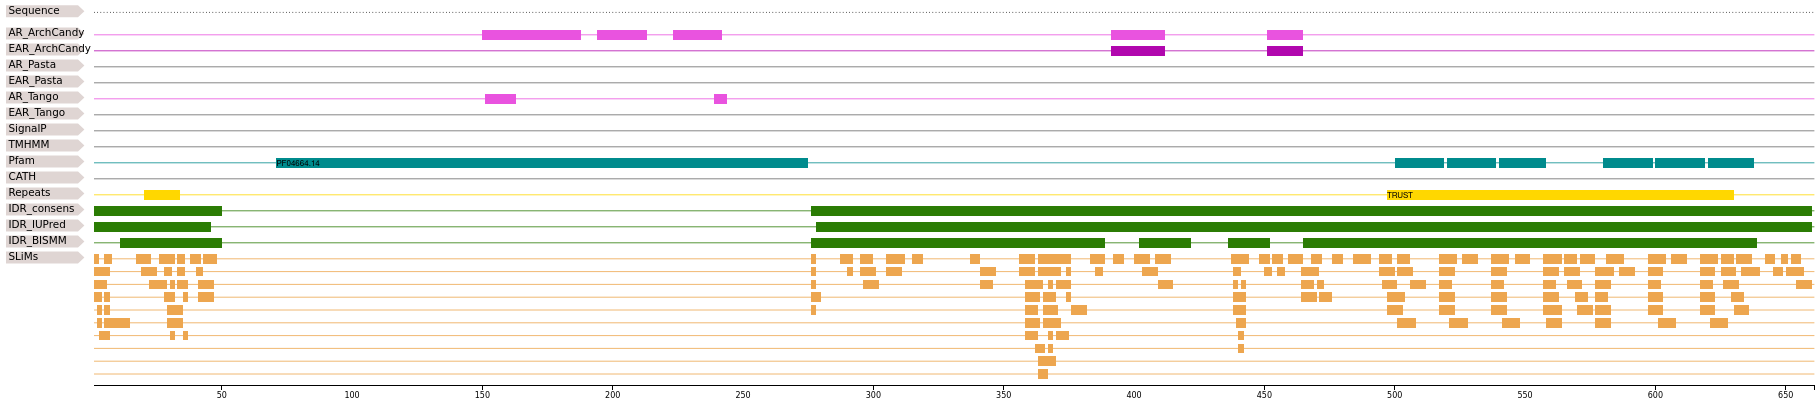 Sequence
AR_ArchCandy
EAR_ArchCandy
AR_Pasta
EAR_Pasta
AR_Tango
EAR_Tango
SignalP
TMHMM
Pfam PF04664.14
CATH
Repeats TRUST
IDR_consens
IDR_IUPred
IDR_BISMM
SLiMs
50 100 150 200 250 300 350 400 450 500 550 600 650